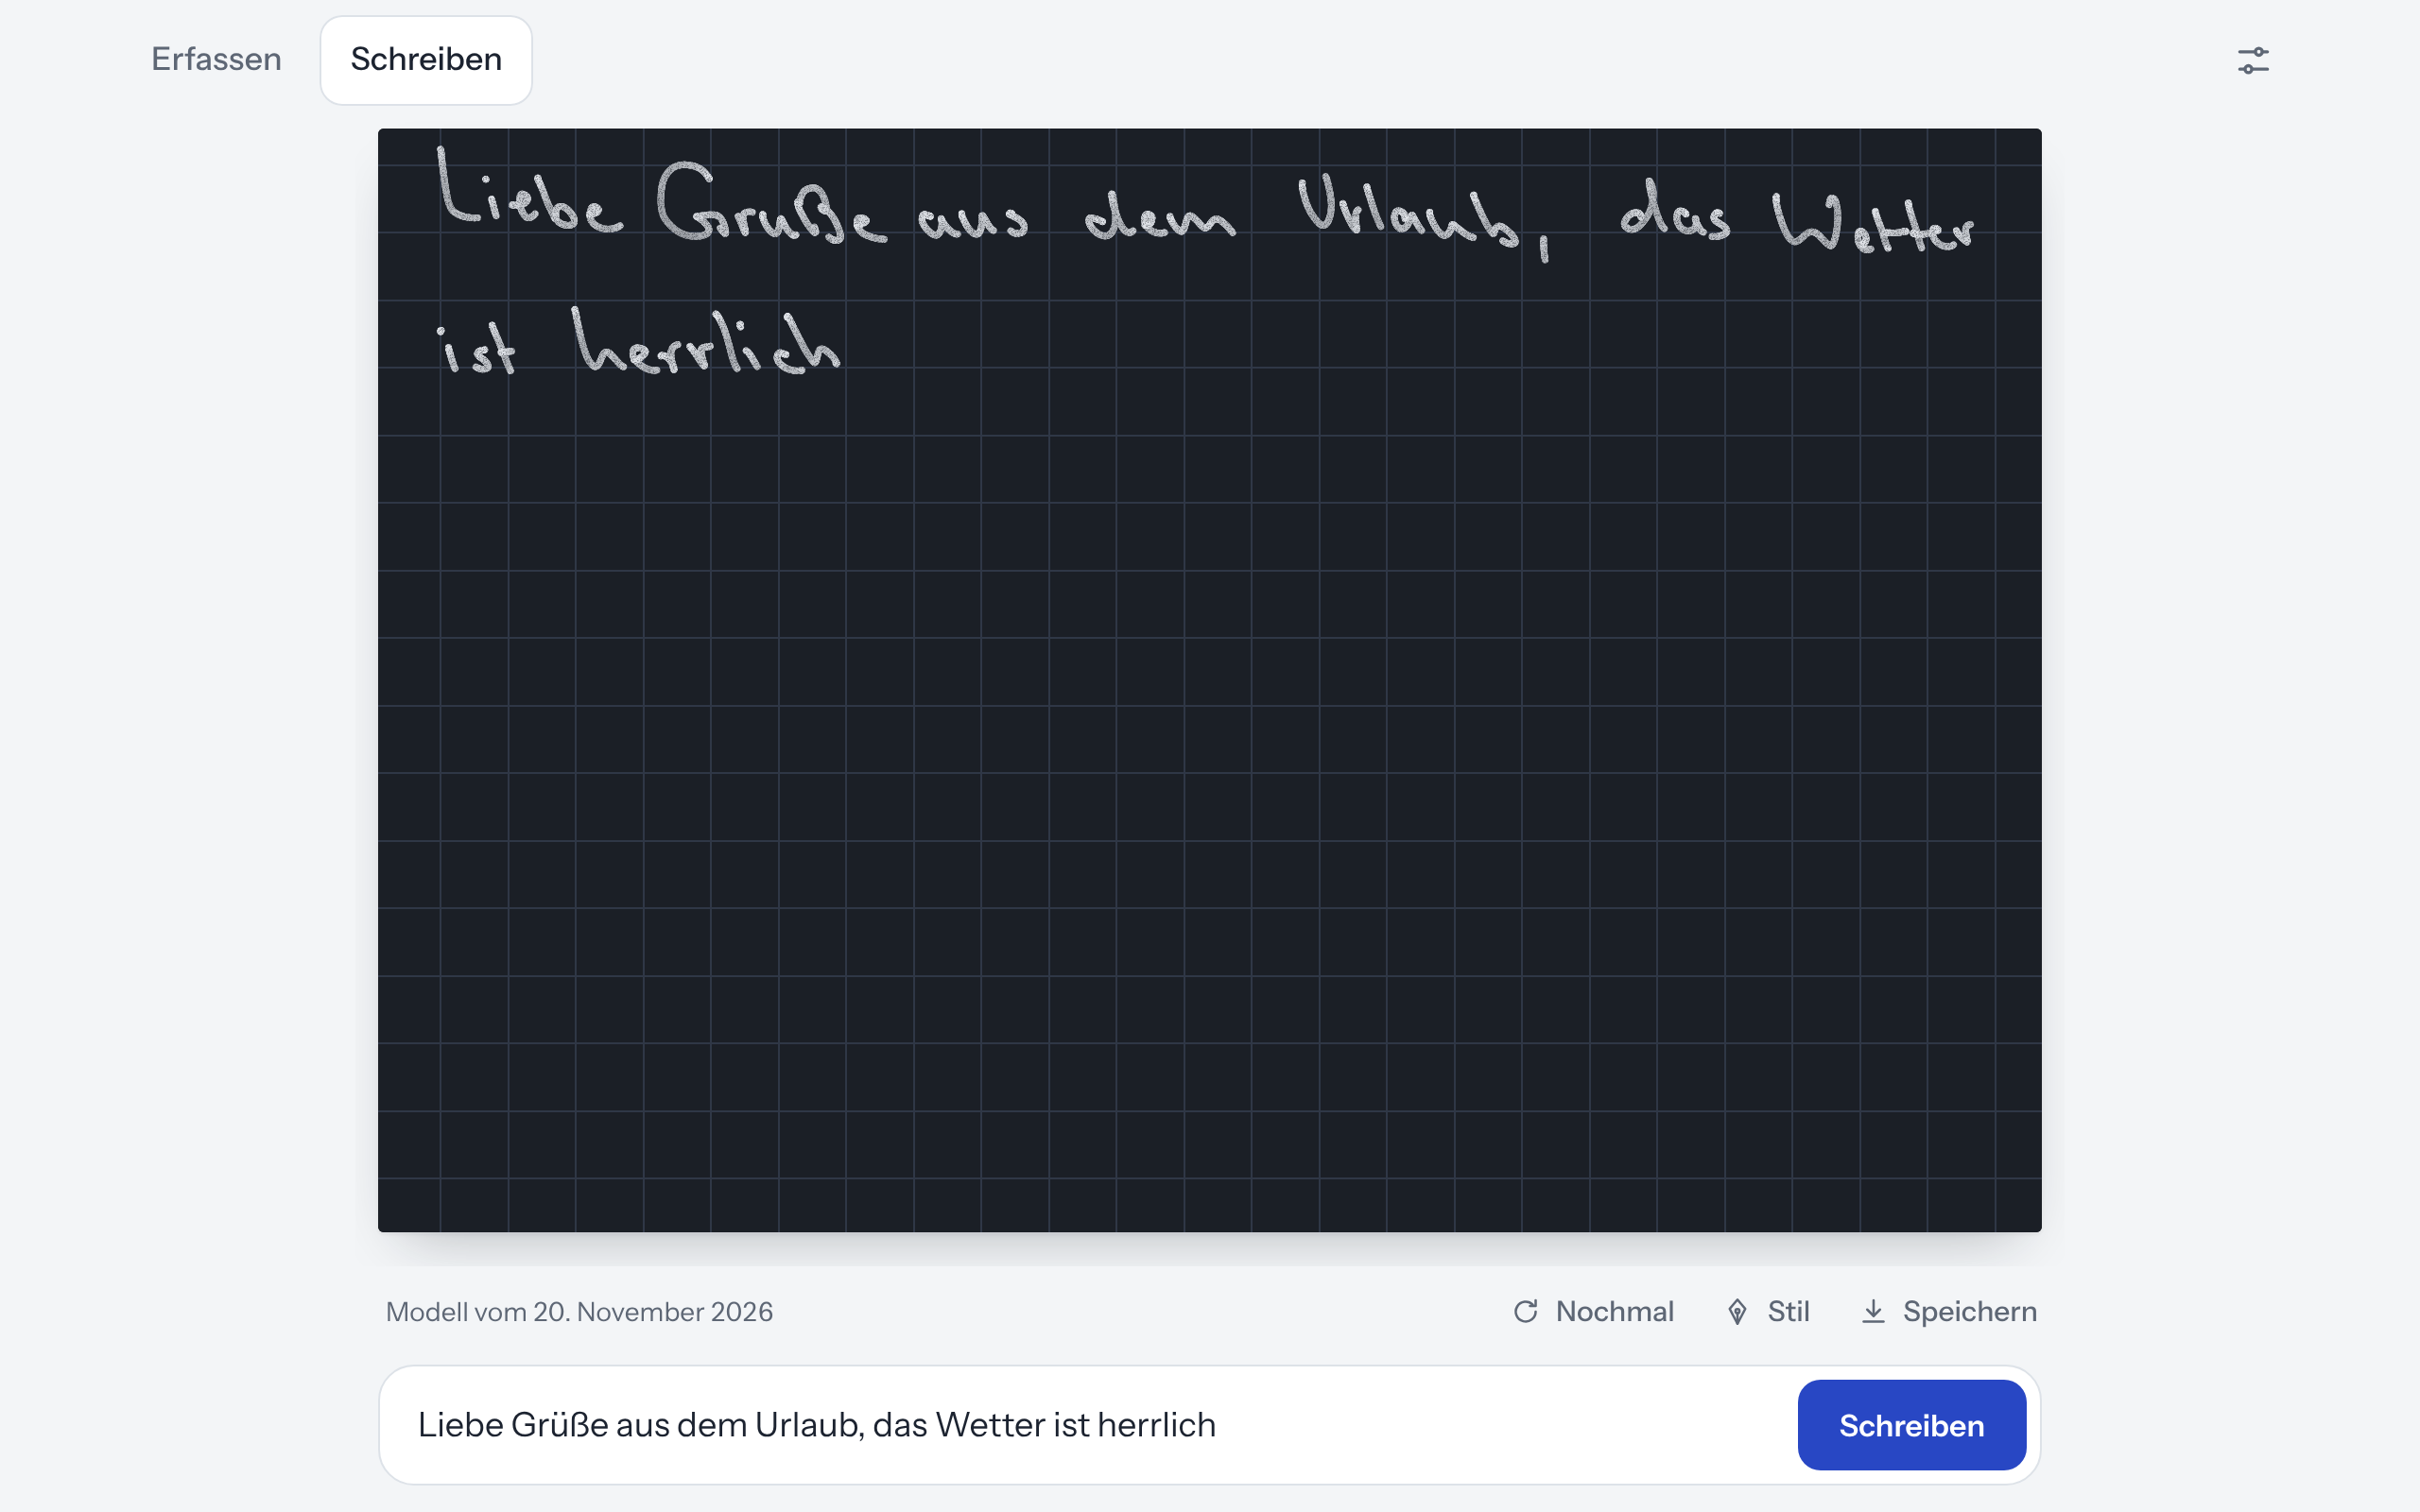 Erfassen Schreiben
Liebe Gruße aus dem Urlaub, das Wetter
ist herrlich
Modell vom 20. November 2026 Nochmal Stil Speichern
Liebe Grüße aus dem Urlaub, das Wetter ist herrlich Schreiben